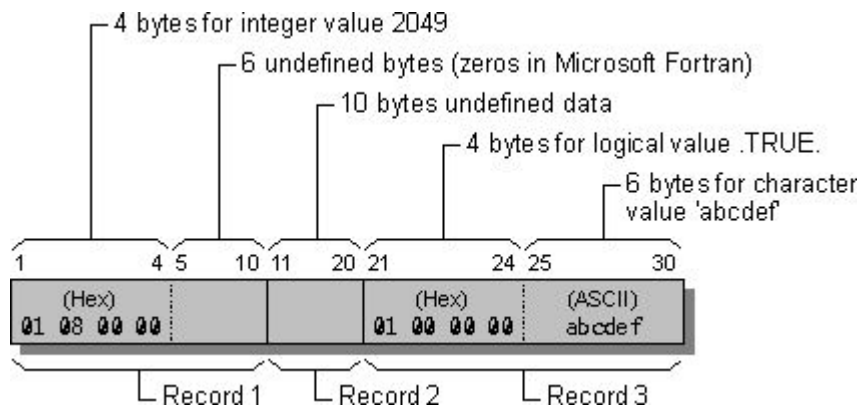 4 bytes for integer value 2049
6 undefined bytes (zeros in Microsoft Fortran)
10 bytes undefined data
4 bytes for logical value .TRUE.
6 bytes for character
value 'abcdef'
1 4 5 10 11 20 21 24 25 30
(Hex) (Hex) (ASCII)
01 08 00 00 01 00 00 00 abcdef
Record 1 Record 2 Record 3